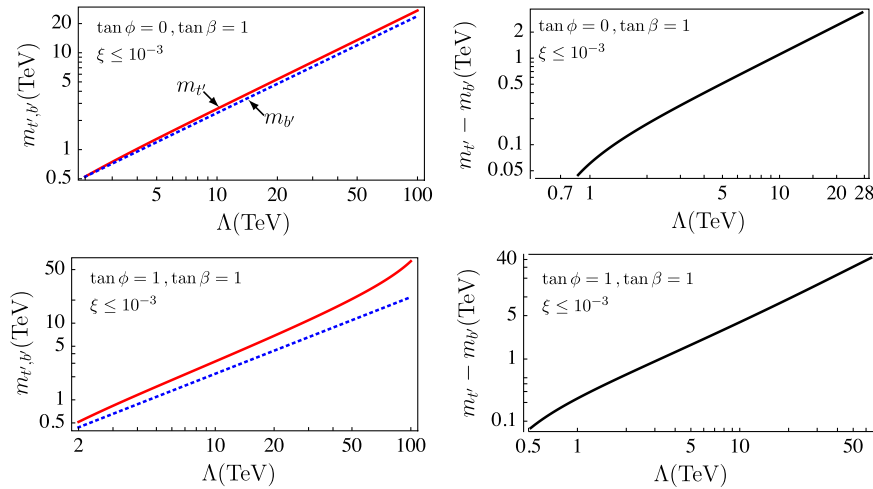 tan ϕ = 0 , tan β = 1
ξ ≤ 10⁻³
m_{t′}
m_{b′}
m_{t′,b′}(TeV)
20
10
5
1
0.5
5
10
20
50
100
Λ(TeV)
tan ϕ = 0 , tan β = 1
ξ ≤ 10⁻³
m_{t′} − m_{b′}(TeV)
2
1
0.1
0.05
0.7
1
5
10
20
28
Λ(TeV)
tan ϕ = 1 , tan β = 1
ξ ≤ 10⁻³
m_{t′,b′}(TeV)
50
10
5
1
0.5
2
10
50
100
Λ(TeV)
tan ϕ = 1 , tan β = 1
ξ ≤ 10⁻³
m_{t′} − m_{b′}(TeV)
40
5
1
0.1
0.5
1
5
10
50
Λ(TeV)